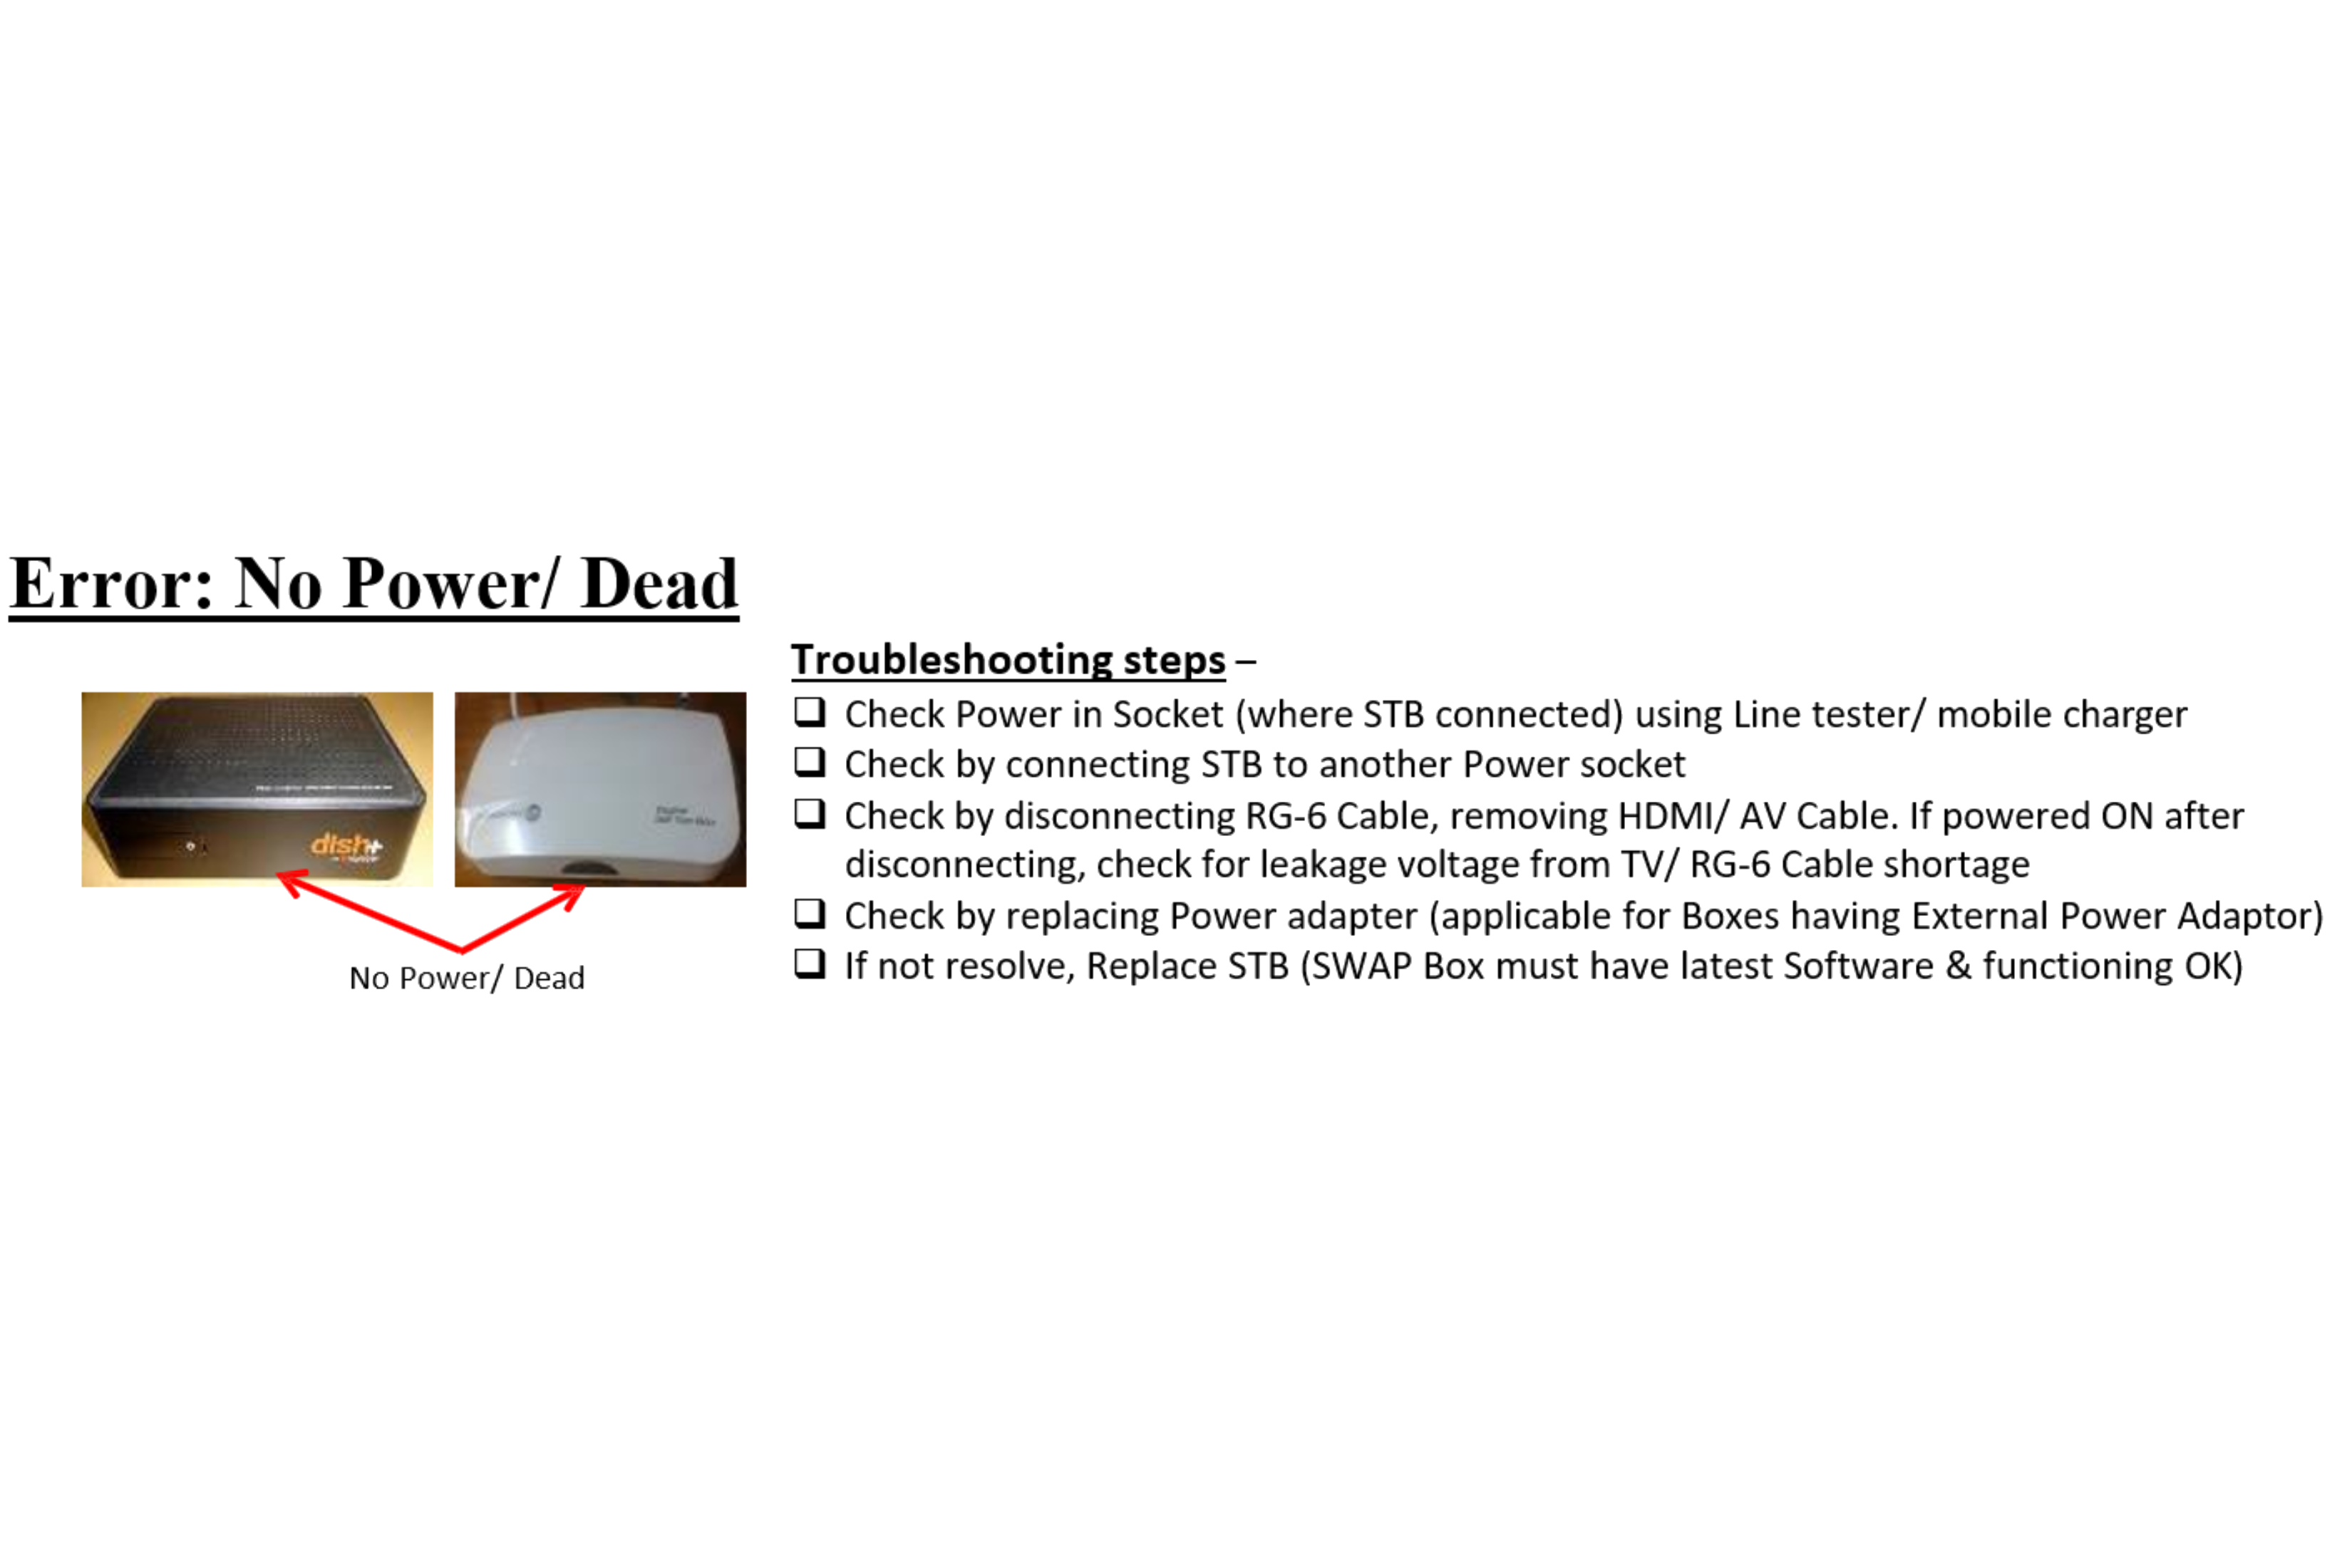 Error: No Power/ Dead
Troubleshooting steps –
❑ Check Power in Socket (where STB connected) using Line tester/ mobile charger
❑ Check by connecting STB to another Power socket
❑ Check by disconnecting RG-6 Cable, removing HDMI/ AV Cable. If powered ON after
disconnecting, check for leakage voltage from TV/ RG-6 Cable shortage
❑ Check by replacing Power adapter (applicable for Boxes having External Power Adaptor)
❑ If not resolve, Replace STB (SWAP Box must have latest Software & functioning OK)
dish+
No Power/ Dead